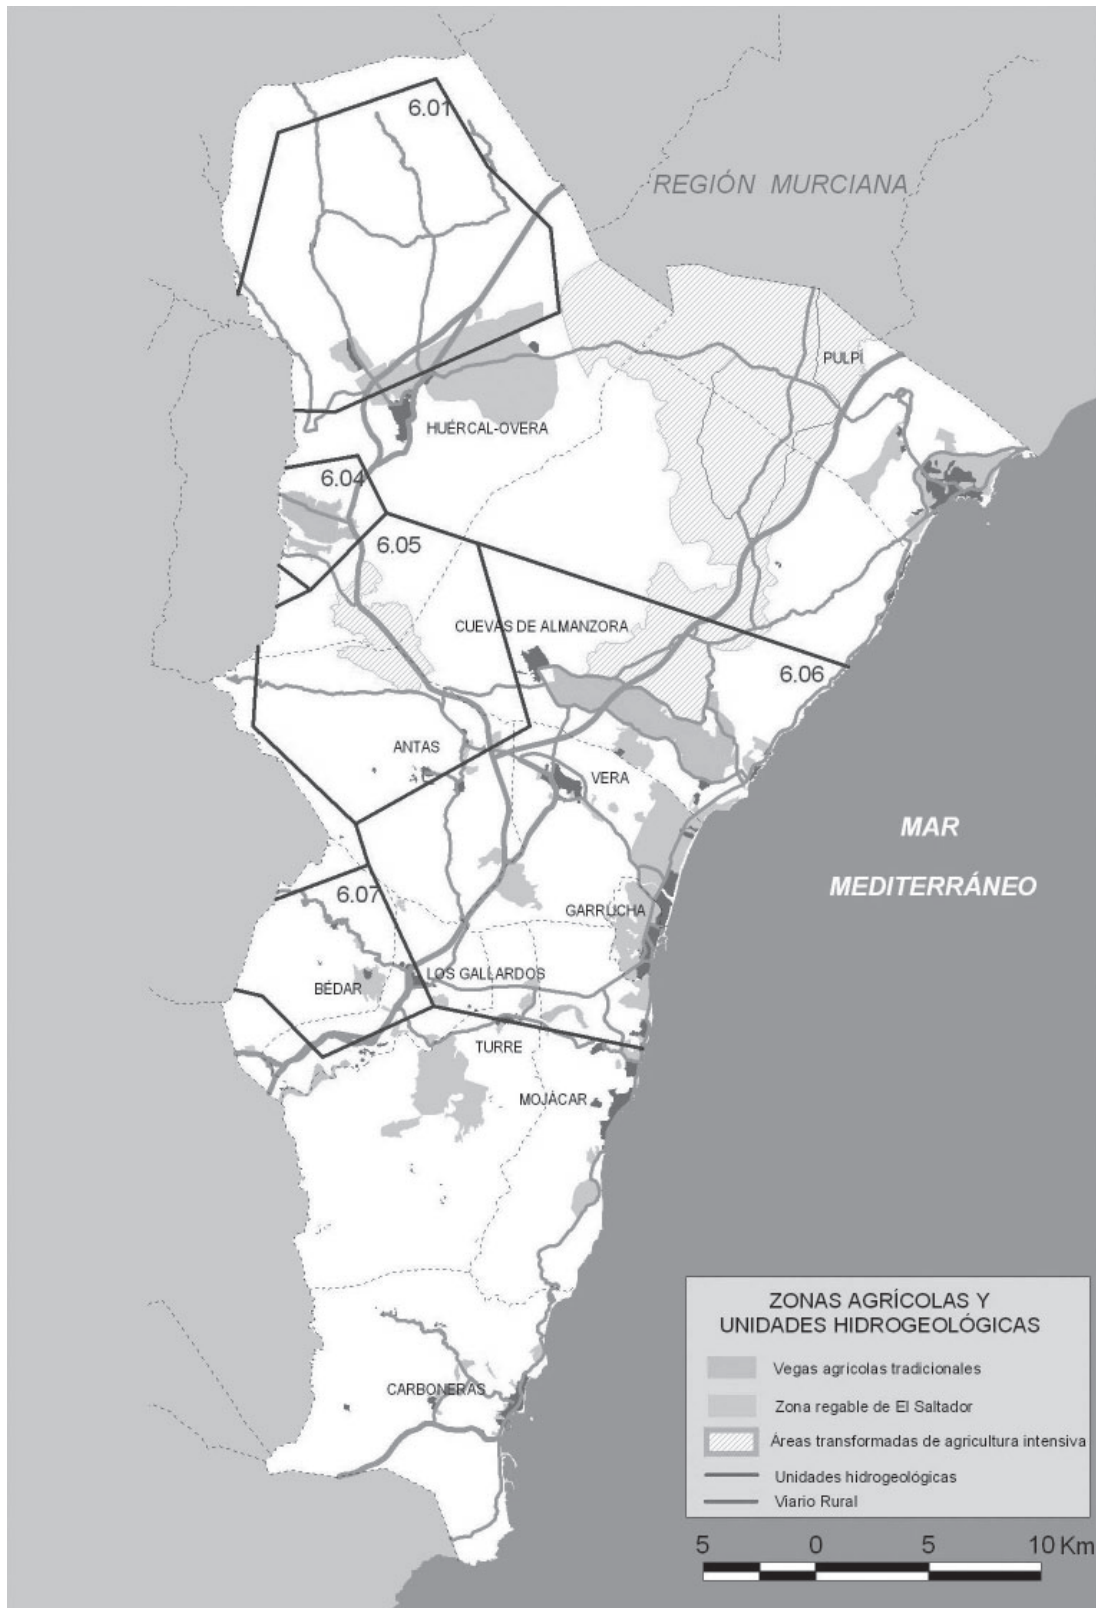 6.01
REGIÓN MURCIANA
PULPÍ
HUÉRCAL-OVERA
6.04
6.05
CUEVAS DE ALMANZORA
6.06
ANTAS
VERA
MAR
MEDITERRÁNEO
6.07
GARRUCHA
LOS GALLARDOS
BÉDAR
TURRE
MOJÁCAR
CARBONERAS
ZONAS AGRÍCOLAS Y
UNIDADES HIDROGEOLÓGICAS
Vegas agrícolas tradicionales
Zona regable de El Saltador
Áreas transformadas de agricultura intensiva
Unidades hidrogeológicas
Viario Rural
5 0 5 10 Km